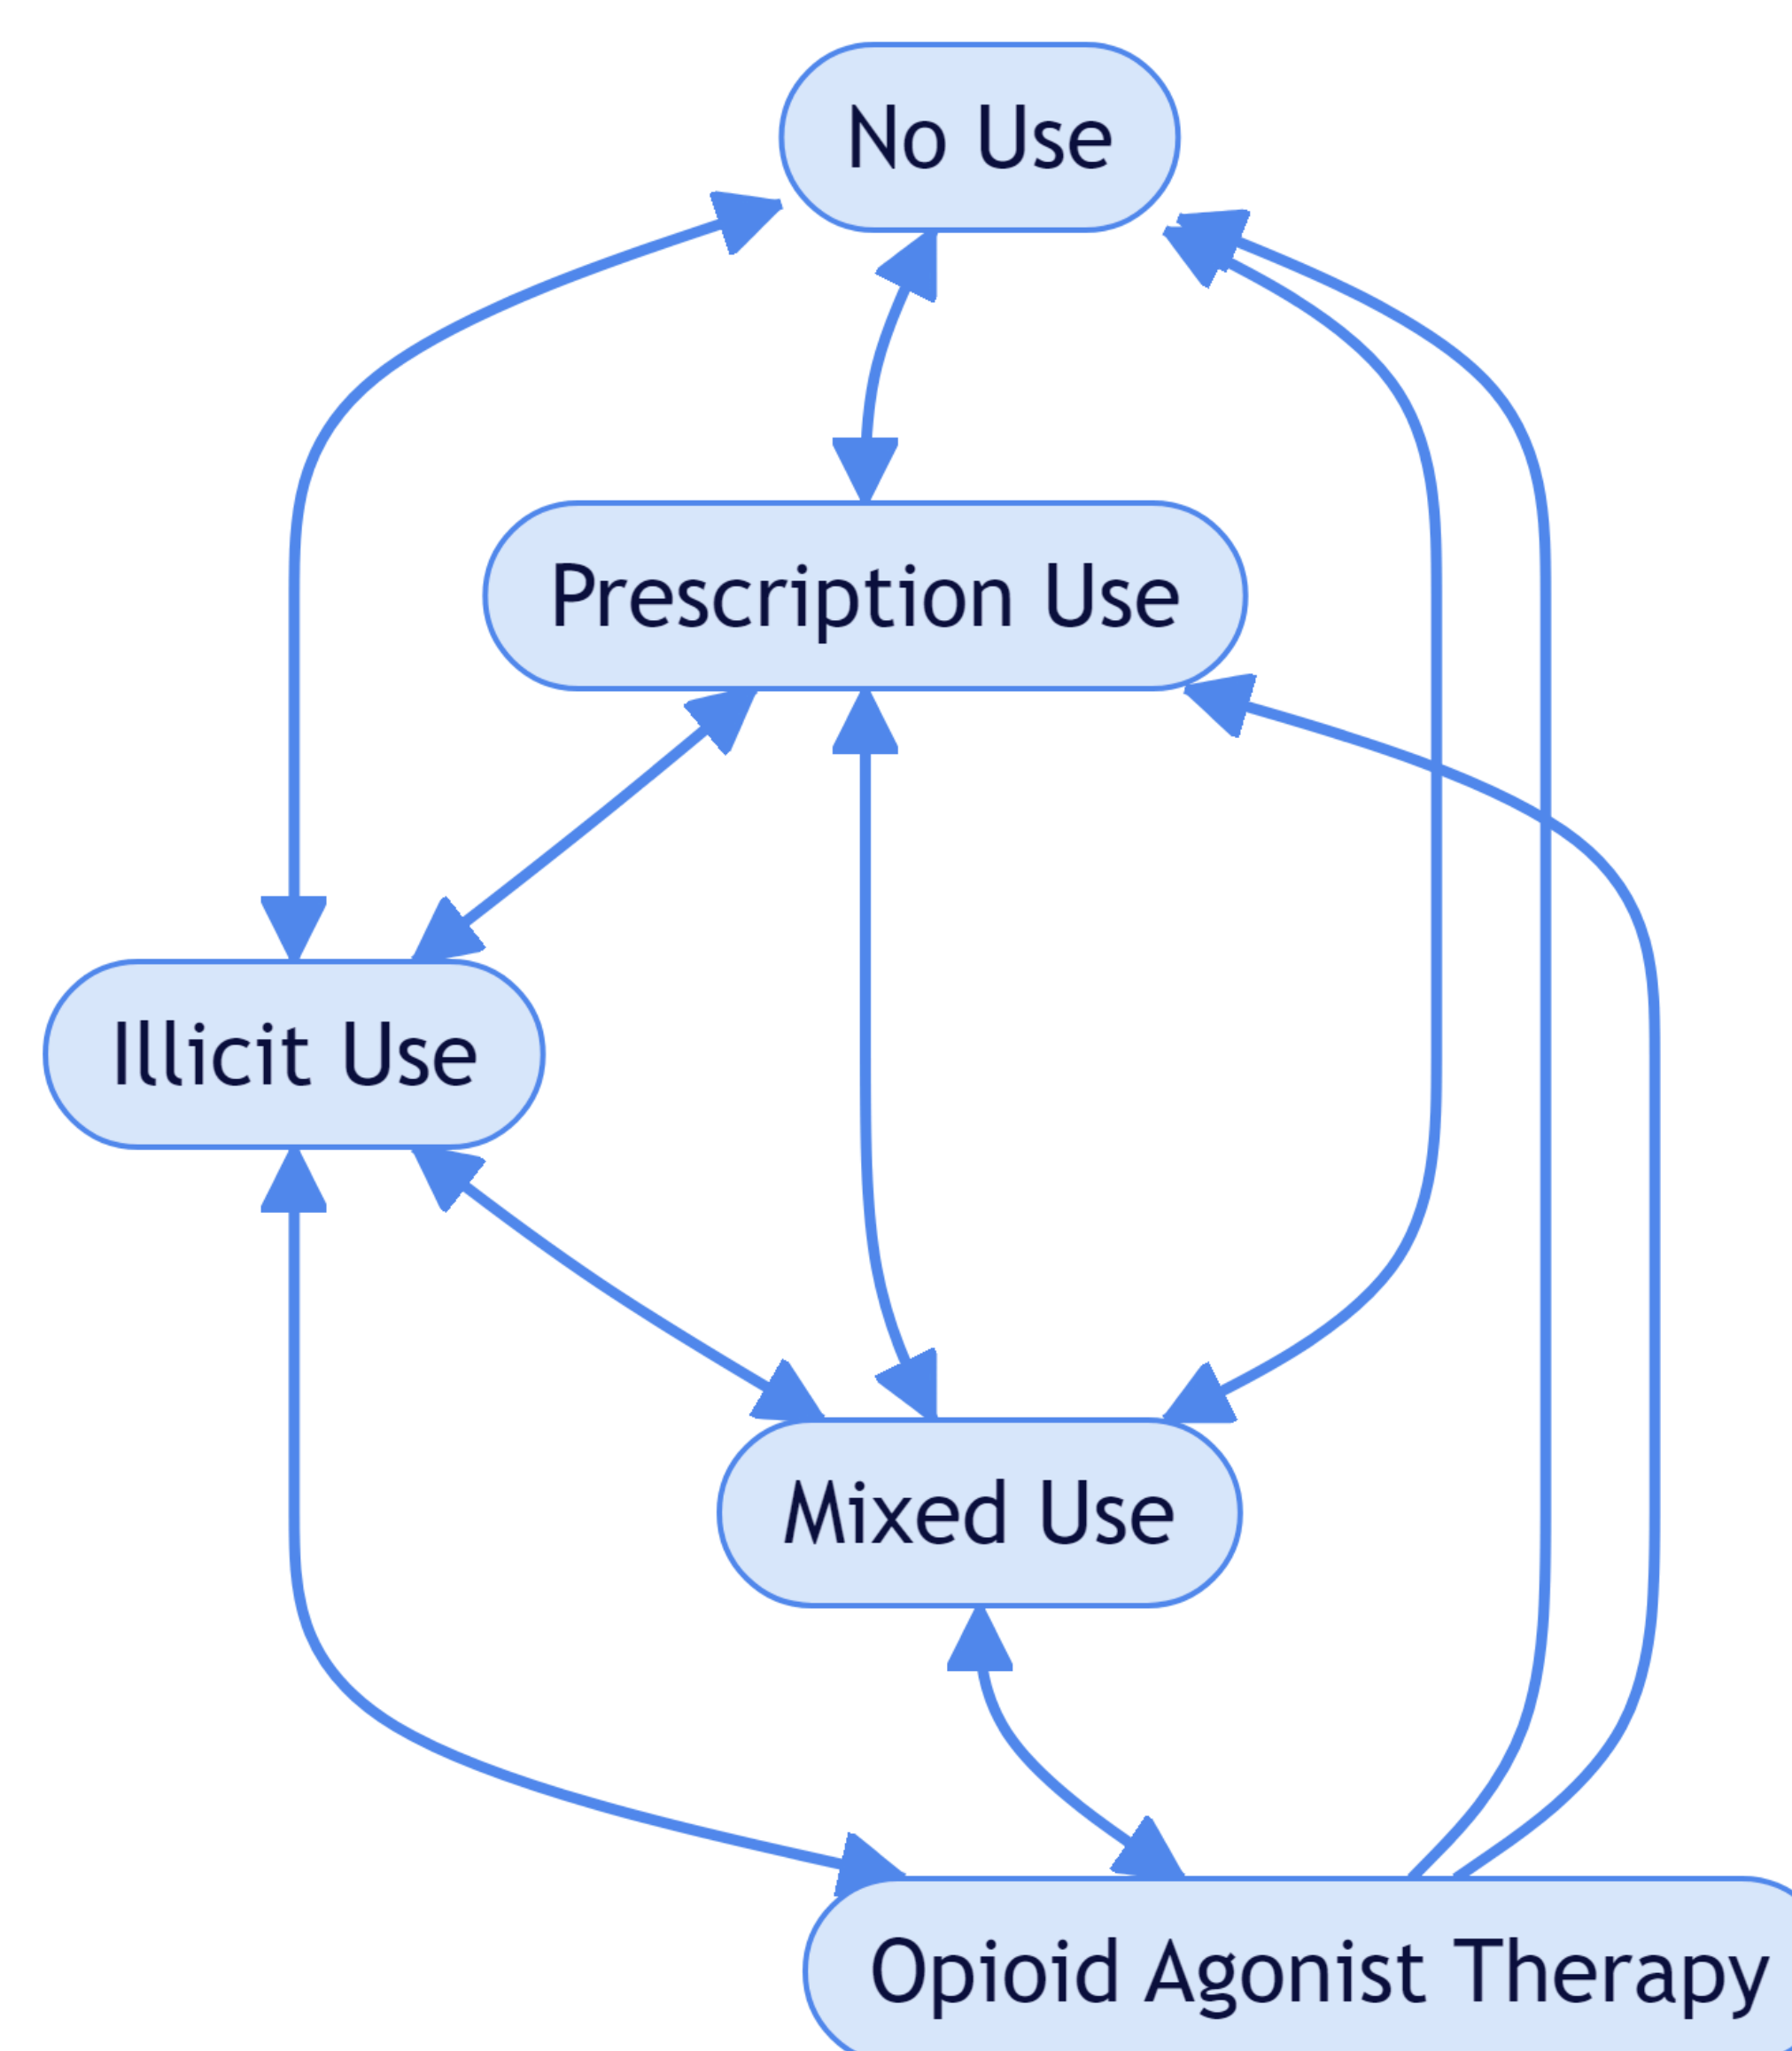 No Use
Prescription Use
Illicit Use
Mixed Use
Opioid Agonist Therapy